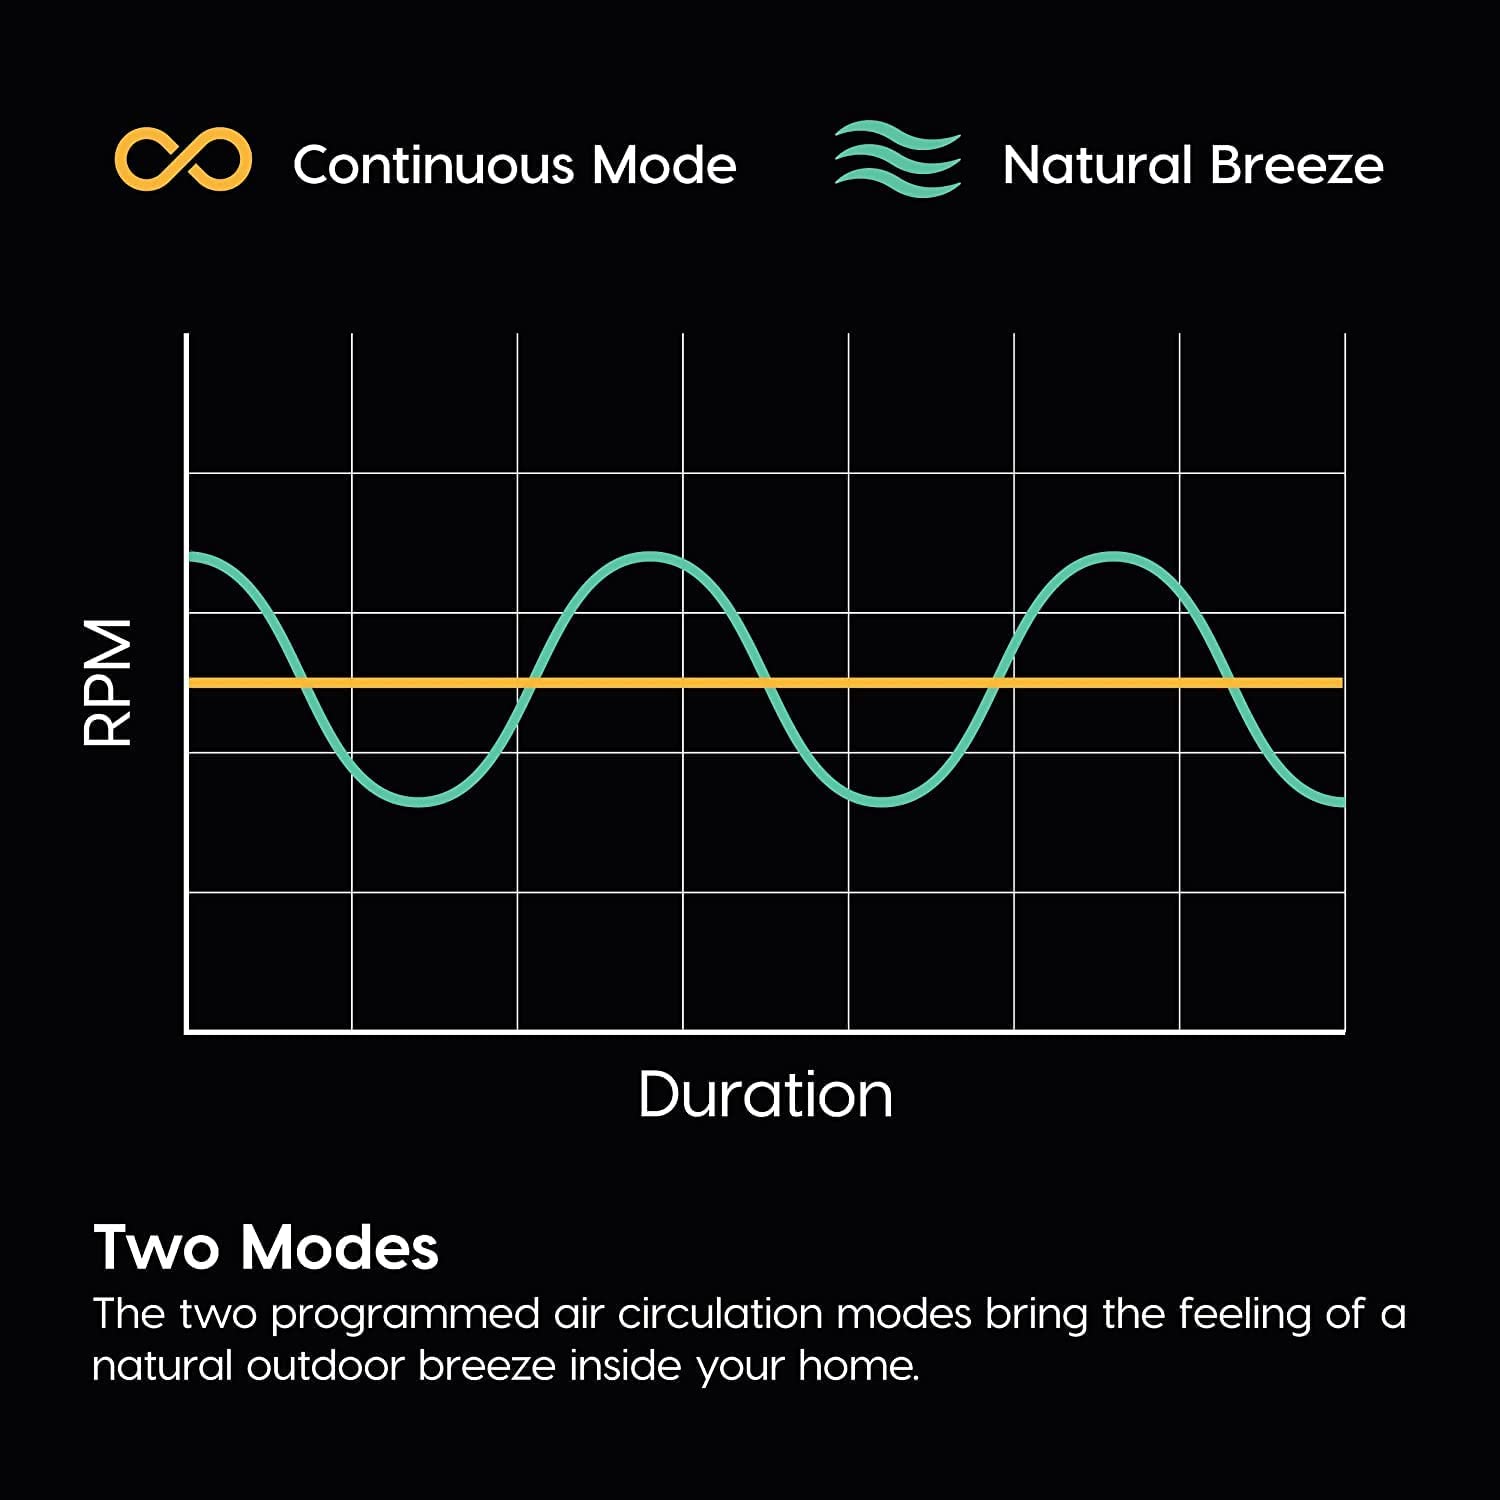 Continuous Mode
Natural Breeze
RPM
Duration
Two Modes
The two programmed air circulation modes bring the feeling of a
natural outdoor breeze inside your home.